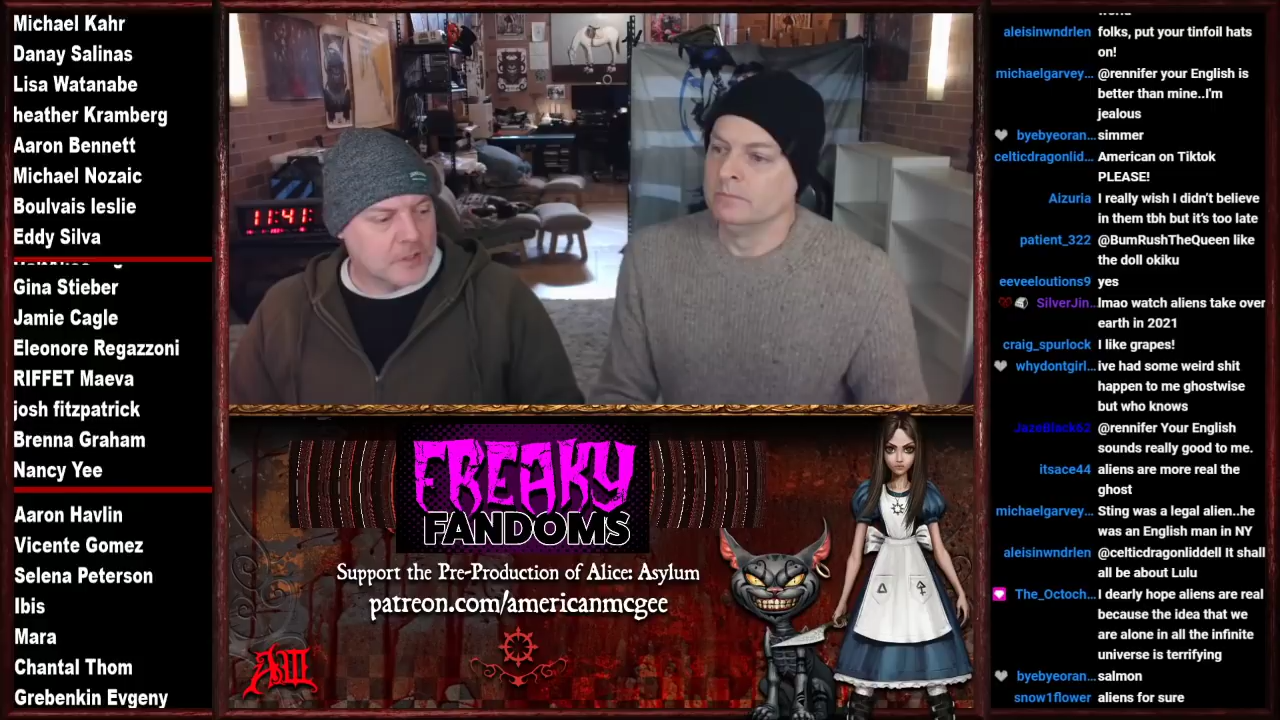 Michael Kahr
Danay Salinas
Lisa Watanabe
heather Kramberg
Aaron Bennett
Michael Nozaic
Boulvais leslie
Eddy Silva
Gina Stieber
Jamie Cagle
Eleonore Regazzoni
RIFFET Maeva
josh fitzpatrick
Brenna Graham
Nancy Yee
Aaron Havlin
Vicente Gomez
Selena Peterson
Ibis
Mara
Chantal Thom
Grebenkin Evgeny
11:41:
FREAKY
FANDOMS
Support the Pre-Production of Alice: Asylum
patreon.com/americanmcgee
world
aleisinwndrlen folks, put your tinfoil hats
on!
michaelgarvey... @rennifer your English is
better than mine..I'm
jealous
byebyeoran... simmer
celticdragonlid... American on Tiktok
PLEASE!
Aizuria I really wish I didn't believe
in them tbh but it's too late
patient_322 @BumRushTheQueen like
the doll okiku
eeveeloutions9 yes
SilverJin... lmao watch aliens take over
earth in 2021
craig_spurlock I like grapes!
whydontgirl... ive had some weird shit
happen to me ghostwise
but who knows
JazeBlack62 @rennifer Your English
sounds really good to me.
itsace44 aliens are more real the
ghost
michaelgarvey... Sting was a legal alien..he
was an English man in NY
aleisinwndrlen @celticdragonliddell It shall
all be about Lulu
The_Octoch... I dearly hope aliens are real
because the idea that we
are alone in all the infinite
universe is terrifying
byebyeoran... salmon
snow1flower aliens for sure